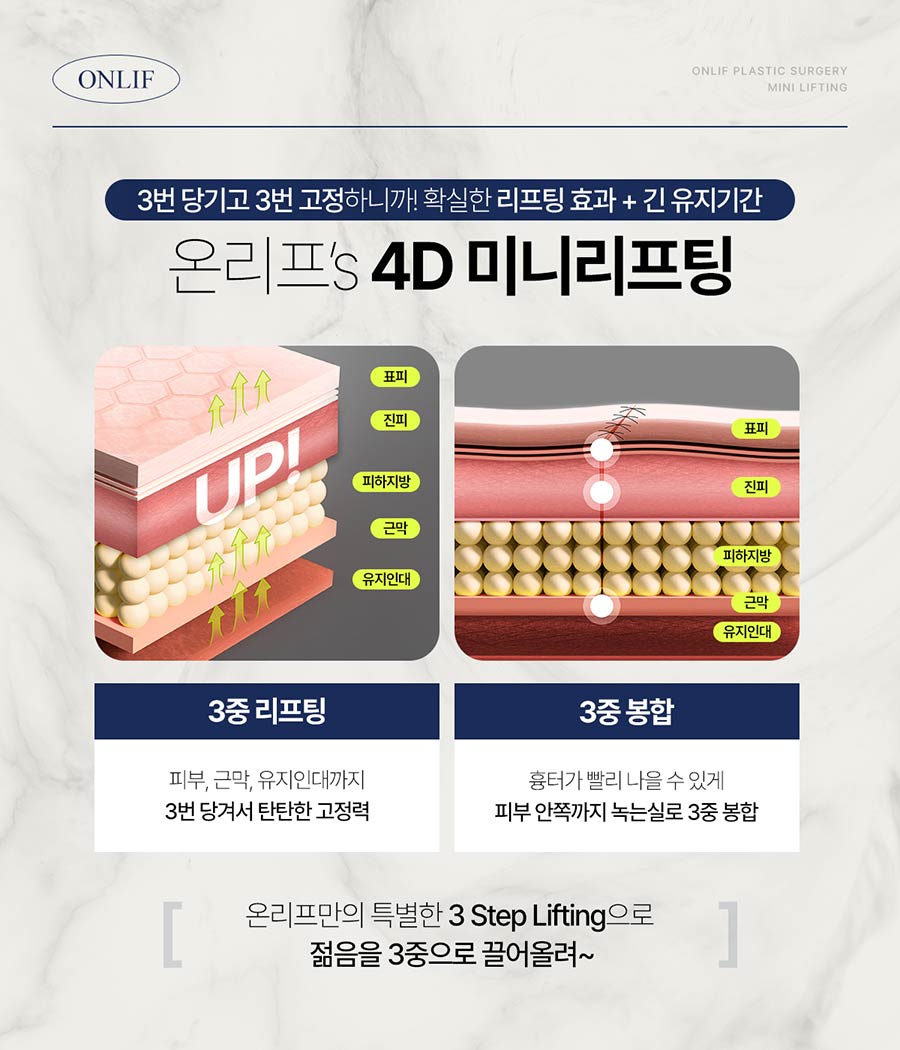 ONLIF
ONLIF PLASTIC SURGERY
MINI LIFTING
3번 당기고 3번 고정하니까! 확실한 리프팅 효과 + 긴 유지기간
온리프's 4D 미니리프팅
표피
진피
UP!
피하지방
근막
유지인대
표피
진피
피하지방
근막
유지인대
3중 리프팅
피부, 근막, 유지인대까지
3번 당겨서 탄탄한 고정력
3중 봉합
흉터가 빨리 나을 수 있게
피부 안쪽까지 녹는실로 3중 봉합
[ 온리프만의 특별한 3 Step Lifting으로
젊음을 3중으로 끌어올려~ ]